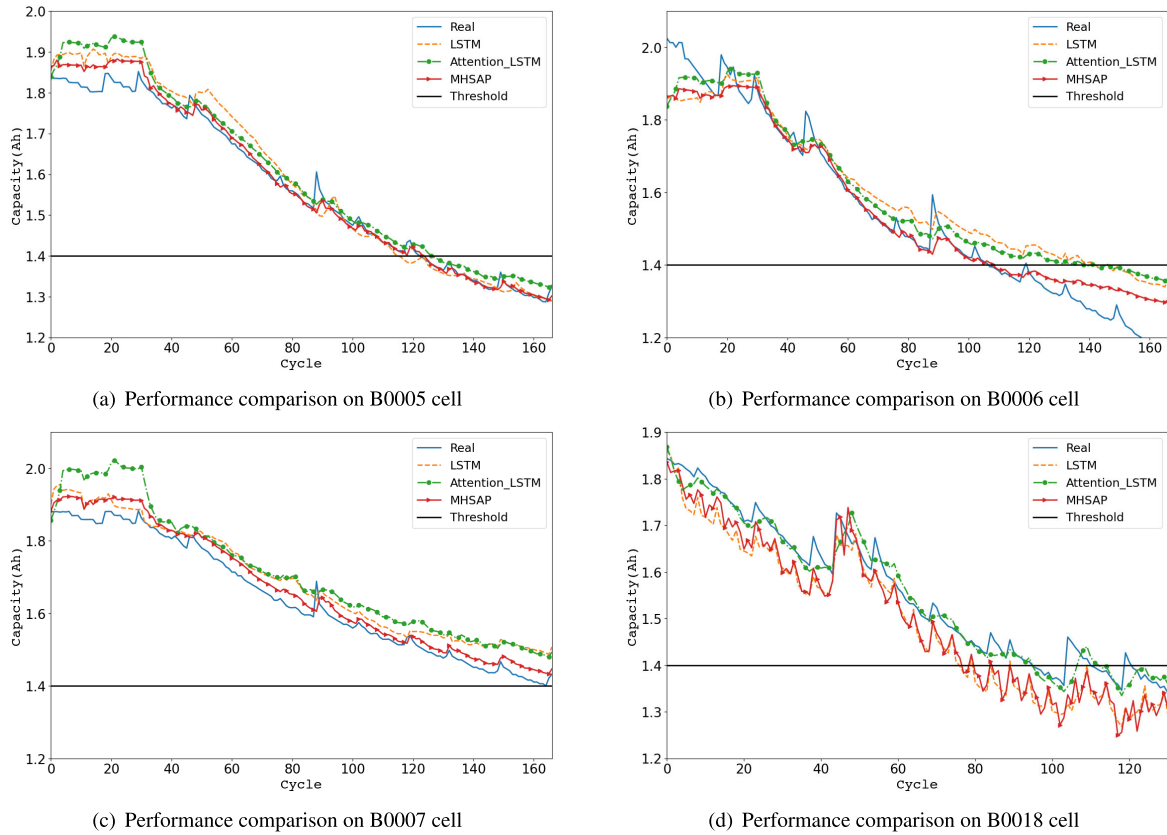 2.0
1.9
1.8
1.7
1.6
1.5
1.4
1.3
1.2
Capacity(Ah)
0 20 40 60 80 100 120 140 160
Cycle
Real
LSTM
Attention_LSTM
MHSAP
Threshold
(a) Performance comparison on B0005 cell
2.0
1.8
1.6
1.4
1.2
Capacity(Ah)
0 20 40 60 80 100 120 140 160
Cycle
Real
LSTM
Attention_LSTM
MHSAP
Threshold
(b) Performance comparison on B0006 cell
2.0
1.8
1.6
1.4
1.2
Capacity(Ah)
0 20 40 60 80 100 120 140 160
Cycle
Real
LSTM
Attention_LSTM
MHSAP
Threshold
(c) Performance comparison on B0007 cell
1.9
1.8
1.7
1.6
1.5
1.4
1.3
1.2
Capacity(Ah)
0 20 40 60 80 100 120
Cycle
Real
LSTM
Attention_LSTM
MHSAP
Threshold
(d) Performance comparison on B0018 cell